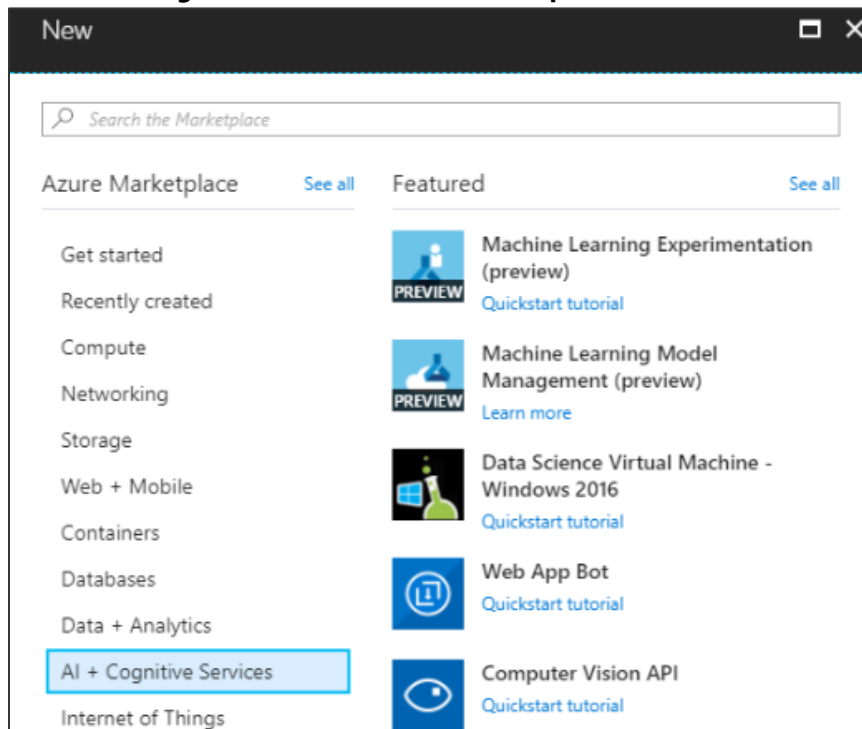 New
Search the Marketplace
Azure Marketplace
See all
Get started
Recently created
Compute
Networking
Storage
Web + Mobile
Containers
Databases
Data + Analytics
AI + Cognitive Services
Internet of Things
Featured
See all
PREVIEW
Machine Learning Experimentation
(preview)
Quickstart tutorial
PREVIEW
Machine Learning Model
Management (preview)
Learn more
Data Science Virtual Machine -
Windows 2016
Quickstart tutorial
Web App Bot
Quickstart tutorial
Computer Vision API
Quickstart tutorial